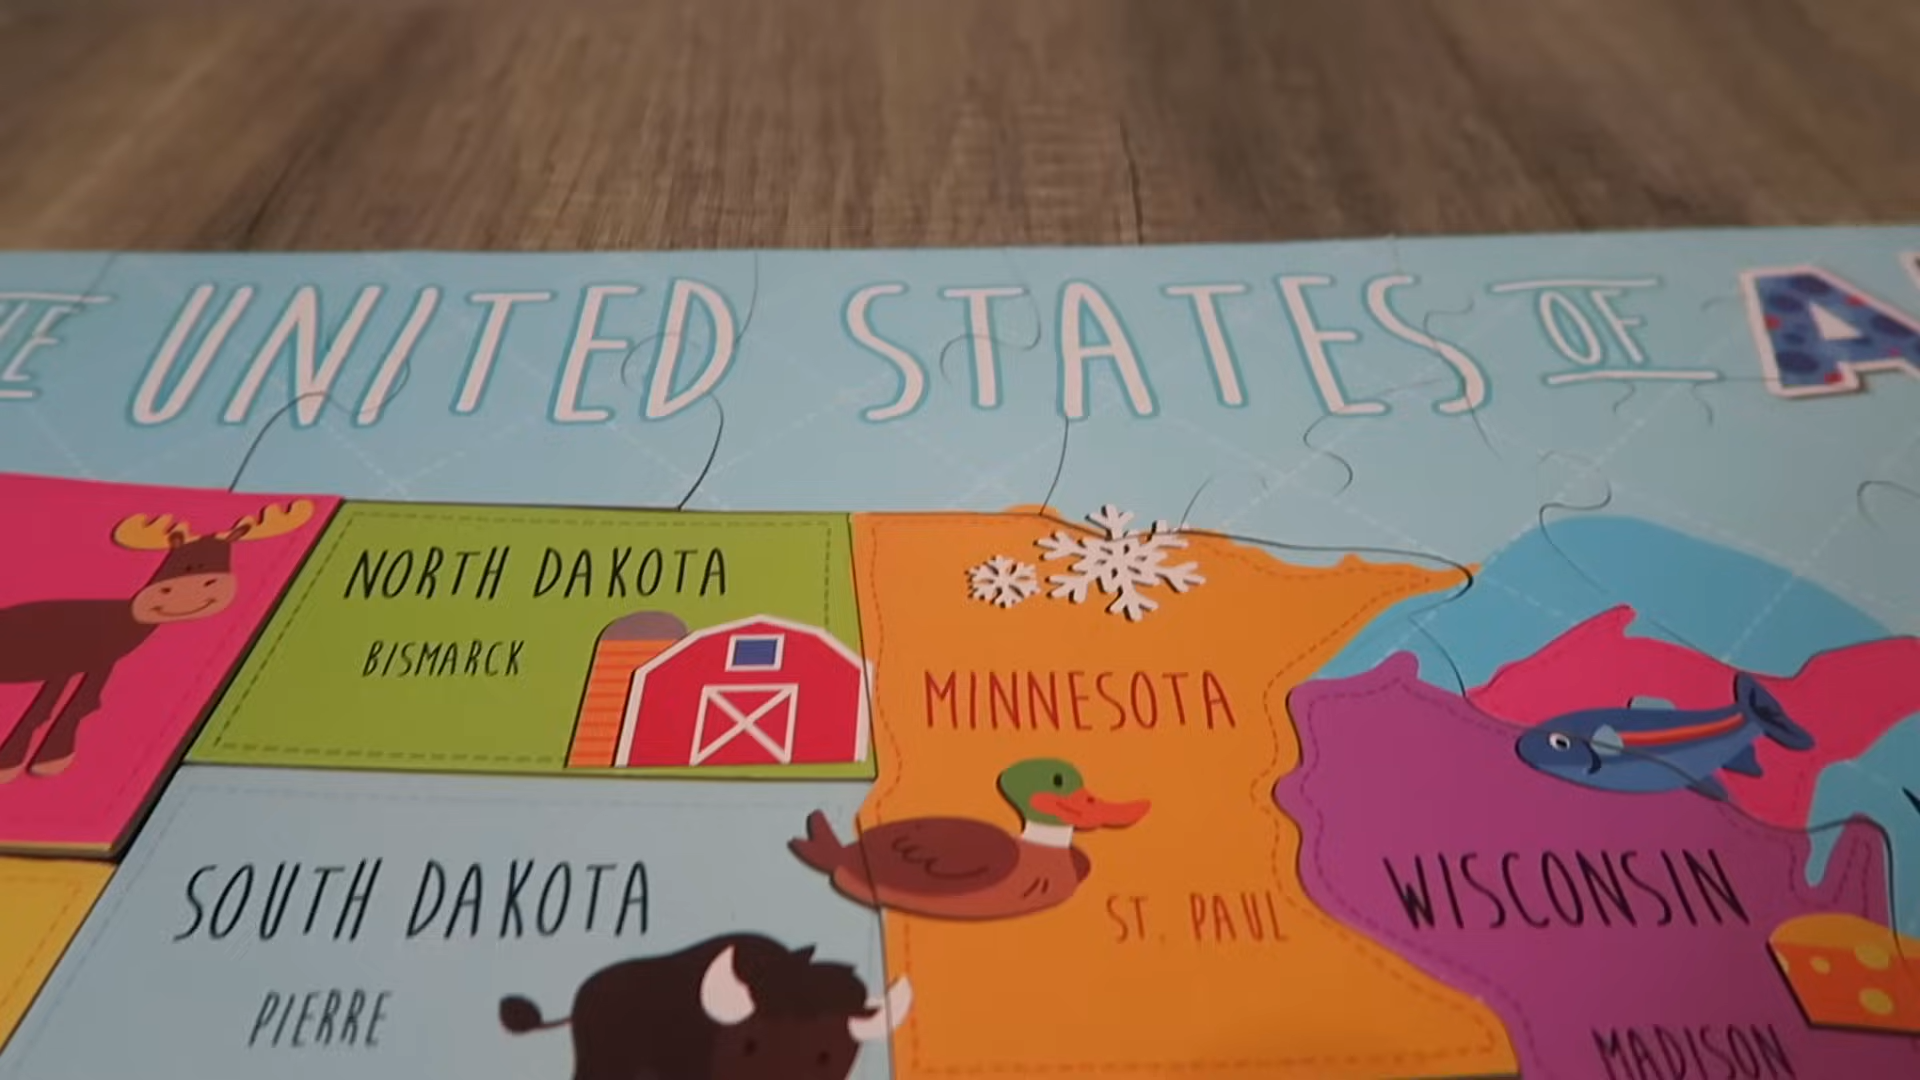 UNITED STATES OF
NORTH DAKOTA
BISMARCK
MINNESOTA
ST. PAUL
SOUTH DAKOTA
PIERRE
WISCONSIN
MADISON